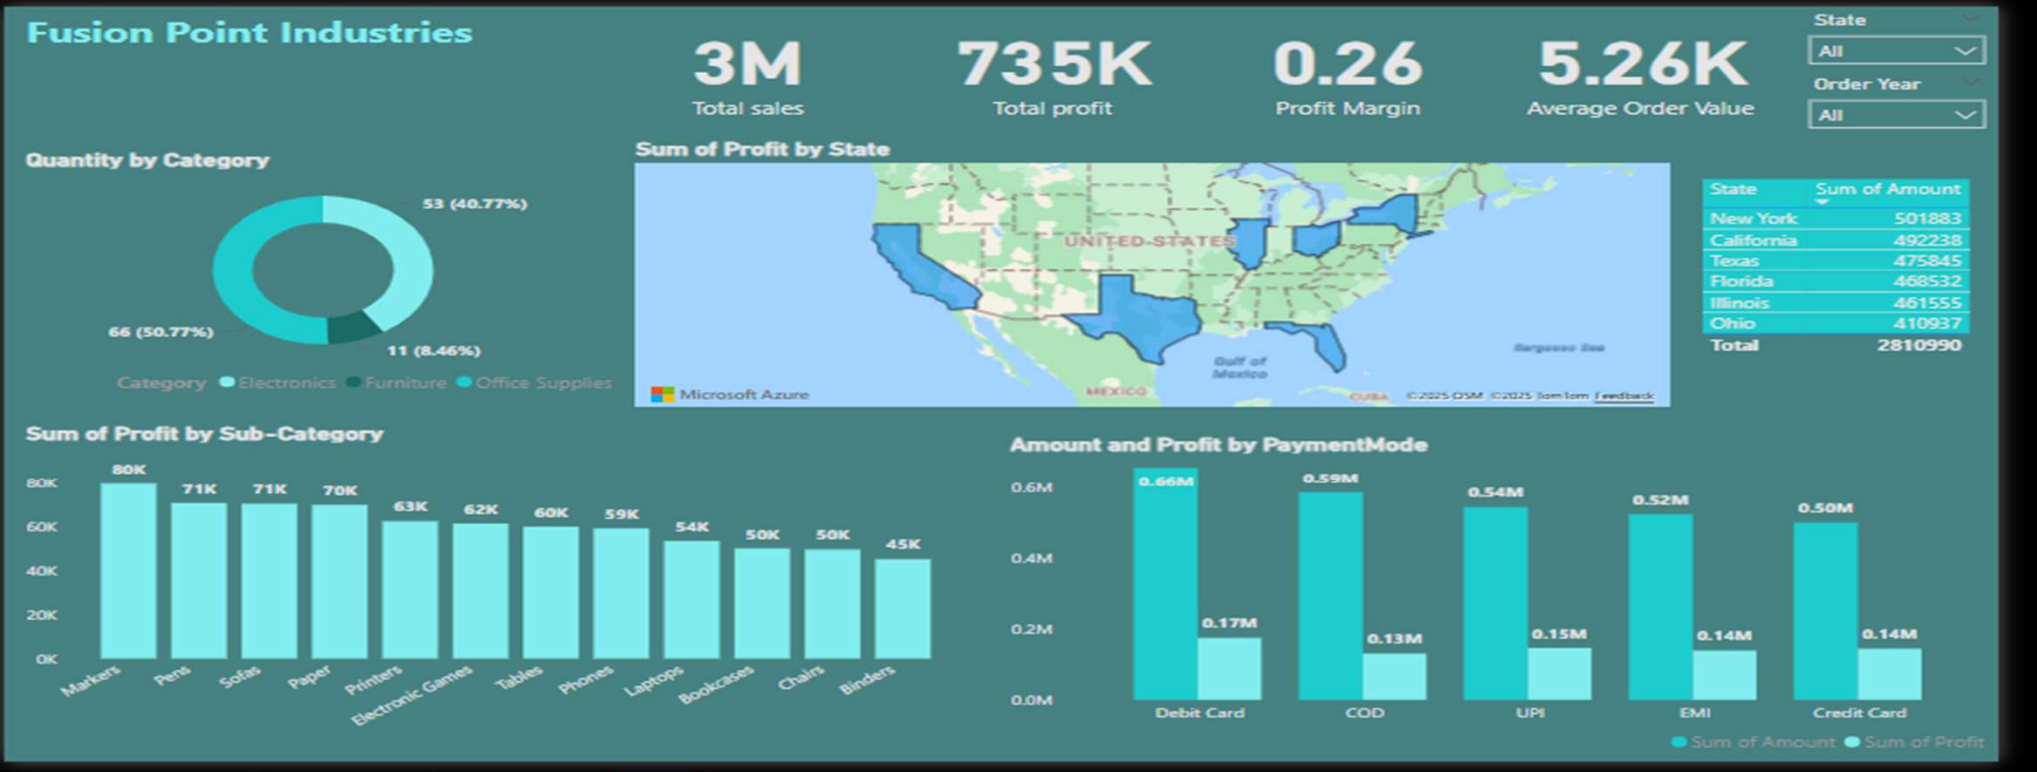 Fusion Point Industries
3M
Total sales
735K
Total profit
0.26
Profit Margin
5.26K
Average Order Value
State
All
Order Year
All
Quantity by Category
53 (40.77%)
66 (50.77%)
11 (8.46%)
Category Electronics Furniture Office Supplies
Sum of Profit by State
UNITED STATES
Gulf of
Mexico
Sargasso Sea
MEXICO
CUBA
Microsoft Azure
©2025 OSM ©2025 TomTom Feedback
State Sum of Amount
New York 501883
California 492238
Texas 475845
Florida 468532
Illinois 461555
Ohio 410937
Total 2810990
Sum of Profit by Sub-Category
80K
60K
40K
20K
0K
80K
71K
71K
70K
63K
62K
60K
59K
54K
50K
50K
45K
Markers
Pens
Sofas
Paper
Printers
Electronic Games
Tables
Phones
Laptops
Bookcases
Chairs
Binders
Amount and Profit by PaymentMode
0.6M
0.4M
0.2M
0.0M
0.66M
0.17M
0.59M
0.13M
0.54M
0.15M
0.52M
0.14M
0.50M
0.14M
Debit Card
COD
UPI
EMI
Credit Card
Sum of Amount Sum of Profit